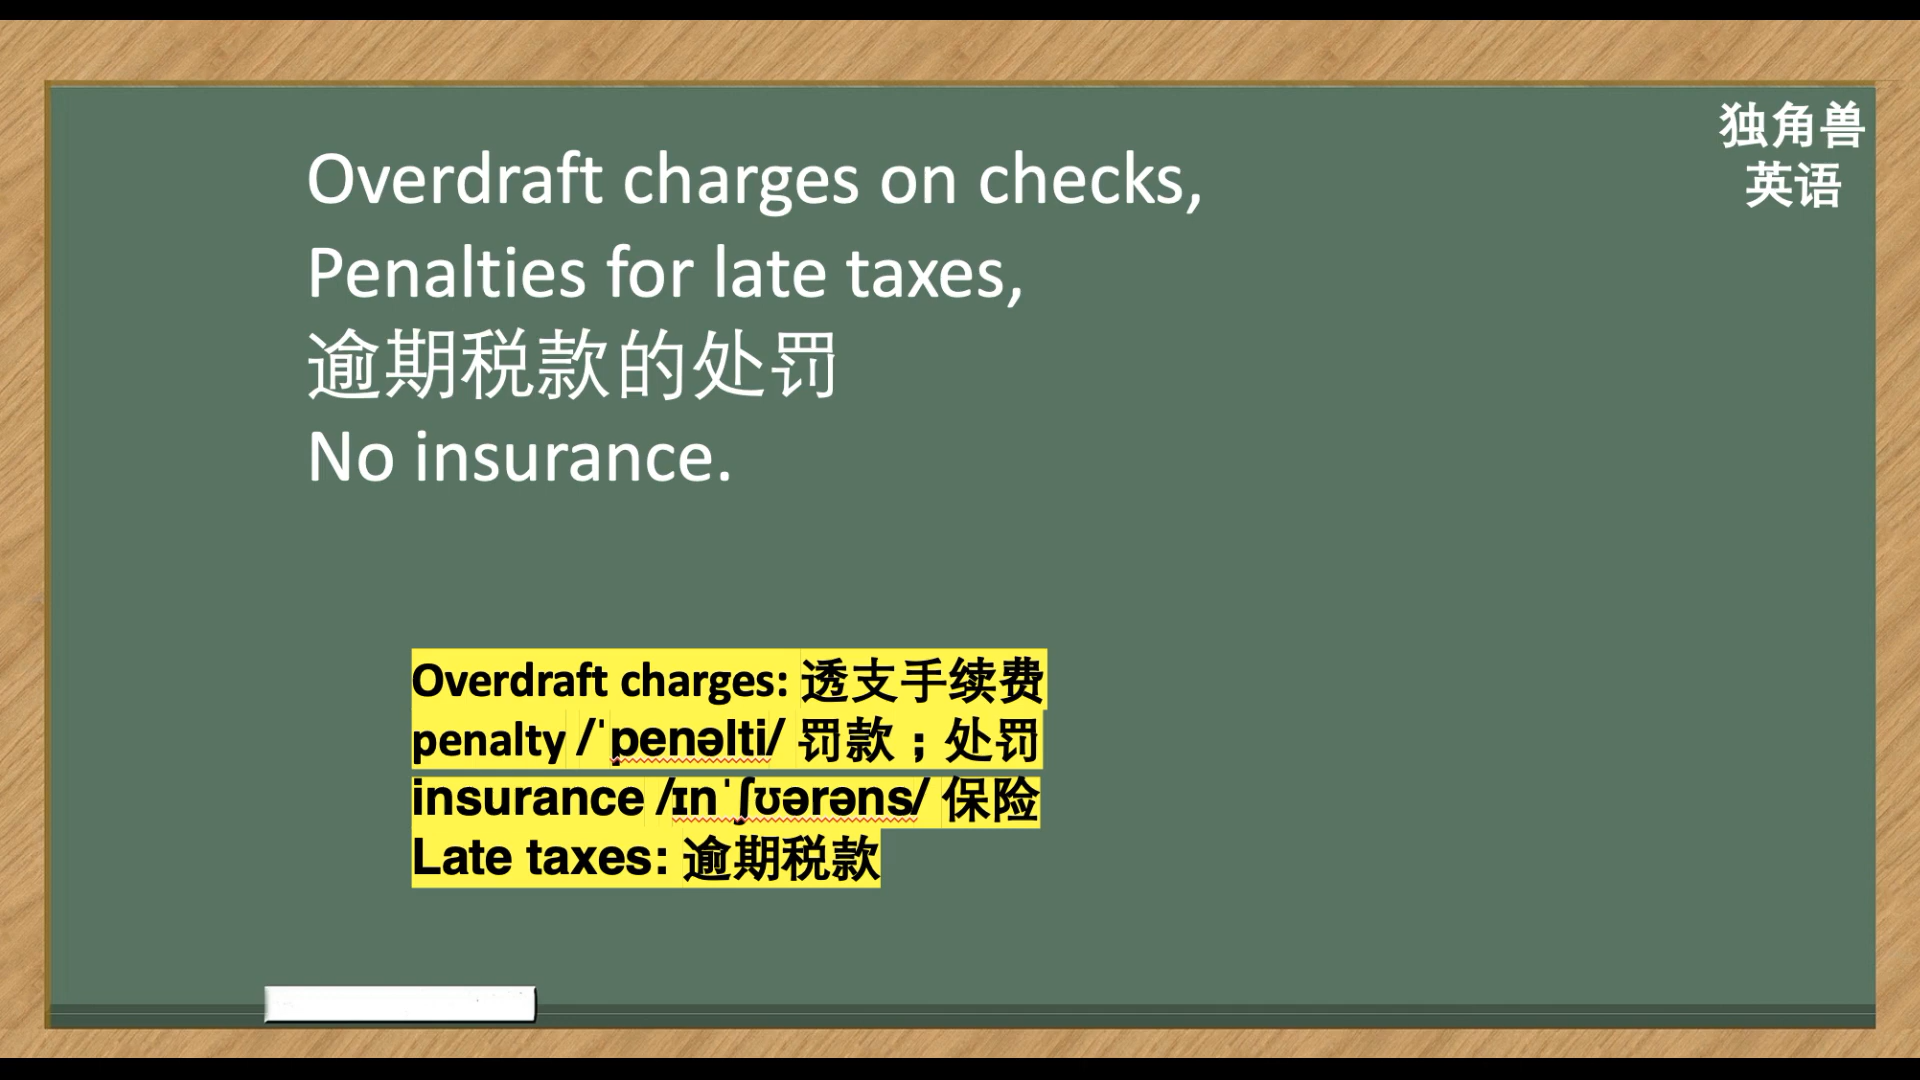 独角兽
英语
Overdraft charges on checks,
Penalties for late taxes,
逾期税款的处罚
No insurance.
Overdraft charges: 透支手续费
penalty /ˈpenəlti/ 罚款；处罚
insurance /ɪnˈʃʊərəns/ 保险
Late taxes: 逾期税款